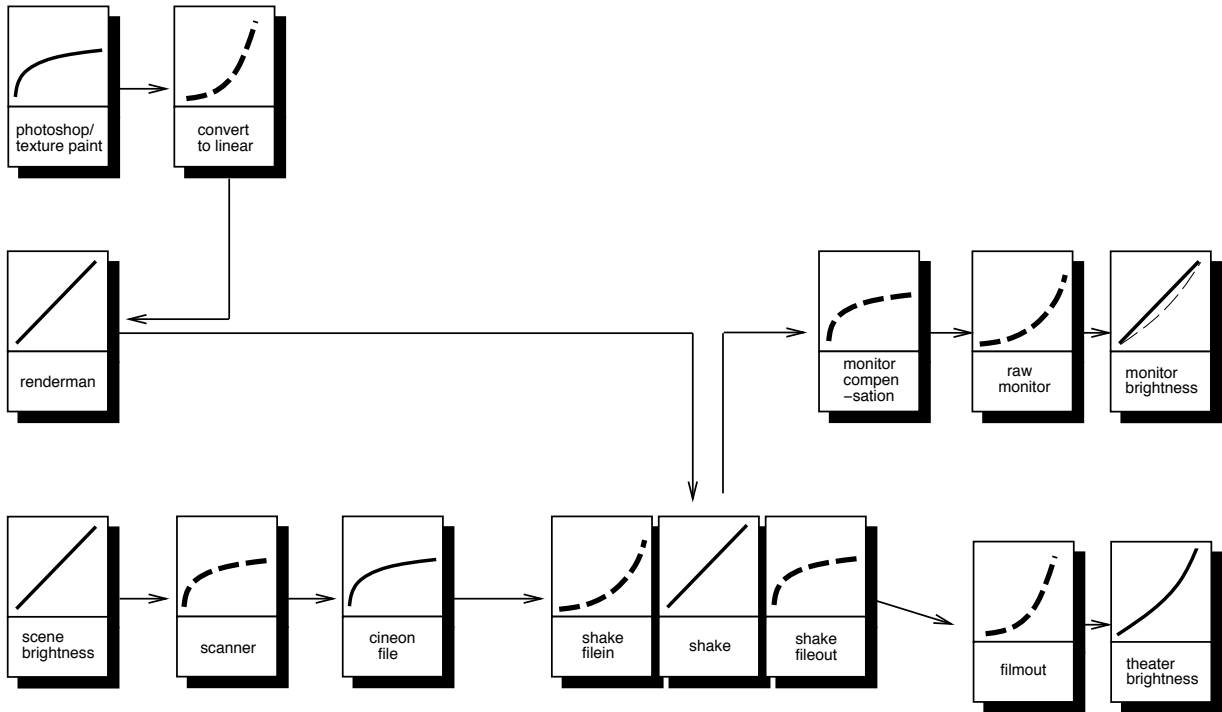 photoshop/
texture paint
convert
to linear
renderman
monitor
compen
-sation
raw
monitor
monitor
brightness
scene
brightness
scanner
cineon
file
shake
filein
shake
shake
fileout
filmout
theater
brightness